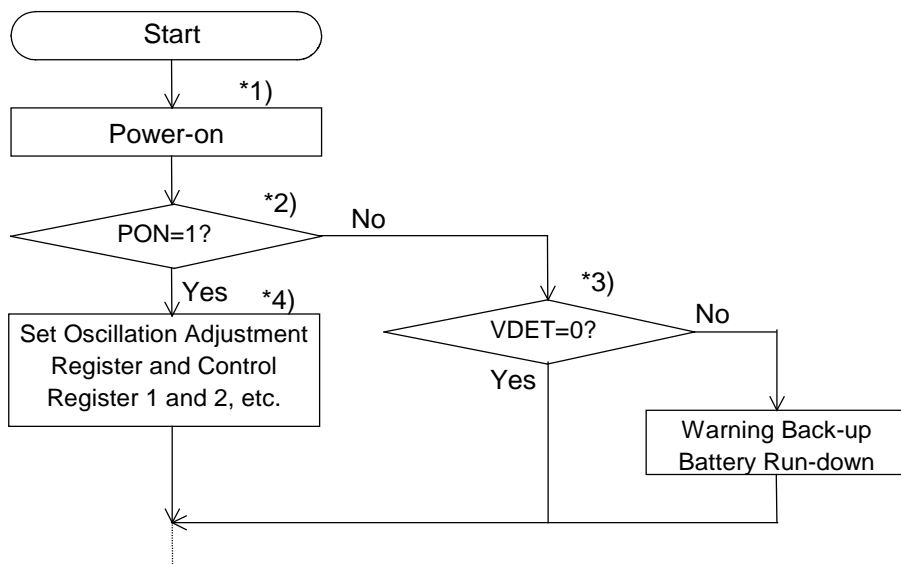 Start
*1)
Power-on
*2)
No
PON=1?
Yes
*4)
*3)
Set Oscillation Adjustment
Register and Control
Register 1 and 2, etc.
VDET=0?
No
Yes
Warning Back-up
Battery Run-down